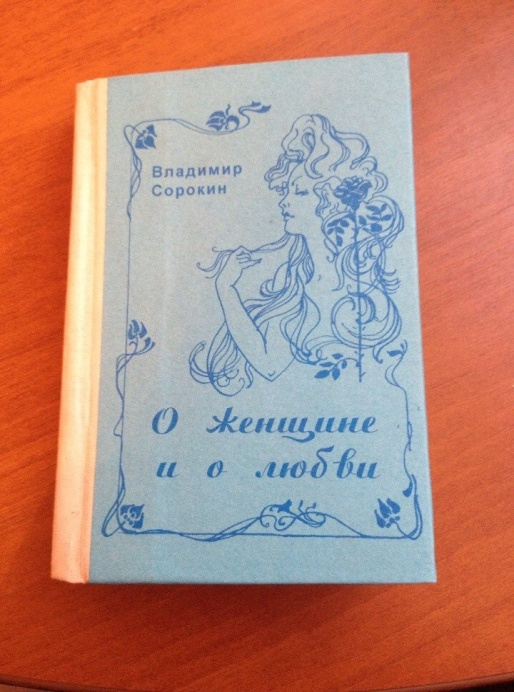 Владимир
Сорокин
О женщине
и о любви